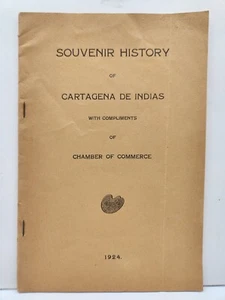 SOUVENIR HISTORY
OF
CARTAGENA DE INDIAS
WITH COMPLIMENTS
OF
CHAMBER OF COMMERCE
1924.